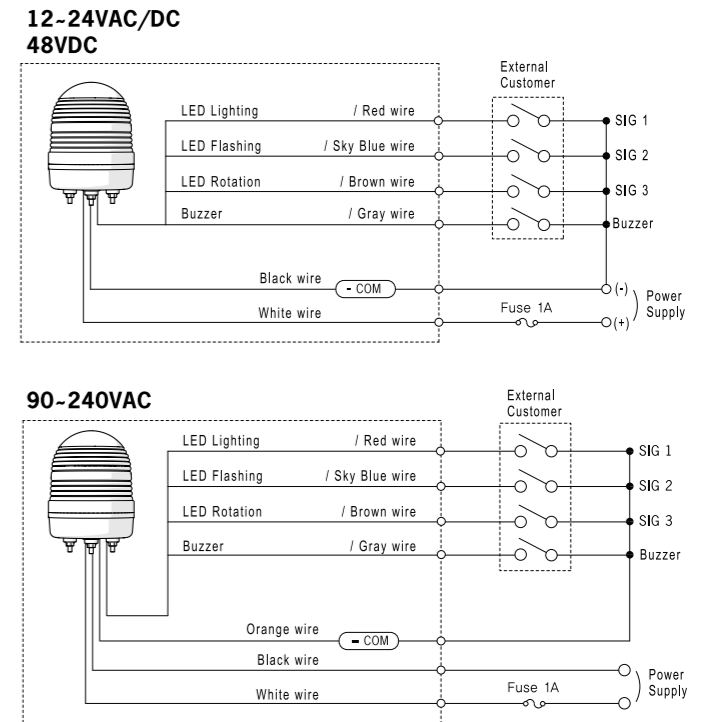 12~24VAC/DC
48VDC
External
Customer
LED Lighting / Red wire
SIG 1
LED Flashing / Sky Blue wire
SIG 2
LED Rotation / Brown wire
SIG 3
Buzzer / Gray wire
Buzzer
Black wire
- COM
(-)
Power
Supply
White wire
Fuse 1A
(+)
90~240VAC
External
Customer
LED Lighting / Red wire
SIG 1
LED Flashing / Sky Blue wire
SIG 2
LED Rotation / Brown wire
SIG 3
Buzzer / Gray wire
Buzzer
Orange wire
- COM
Black wire
Power
Supply
White wire
Fuse 1A